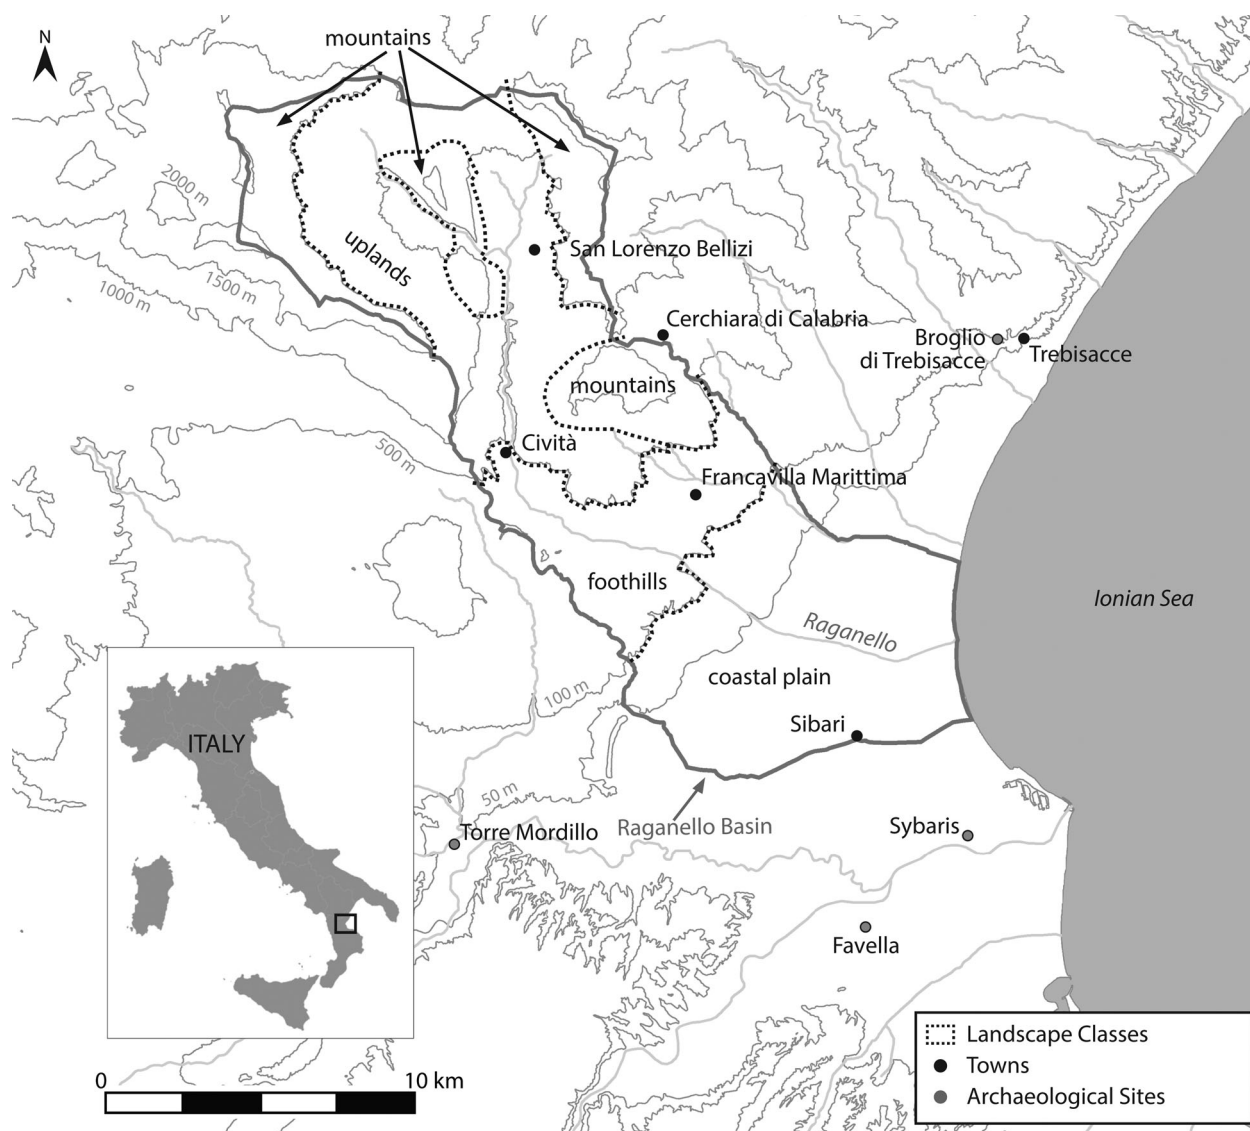 N
mountains
2000 m
uplands
San Lorenzo Bellizi
1500 m
1000 m
Cerchiara di Calabria
Broglio
di Trebisacce
Trebisacce
mountains
500 m
Cività
Francavilla Marittima
foothills
Ionian Sea
Raganello
coastal plain
100 m
Sibari
ITALY
50 m
Raganello Basin
Torre Mordillo
Sybaris
Favella
Landscape Classes
Towns
Archaeological Sites
0 10 km